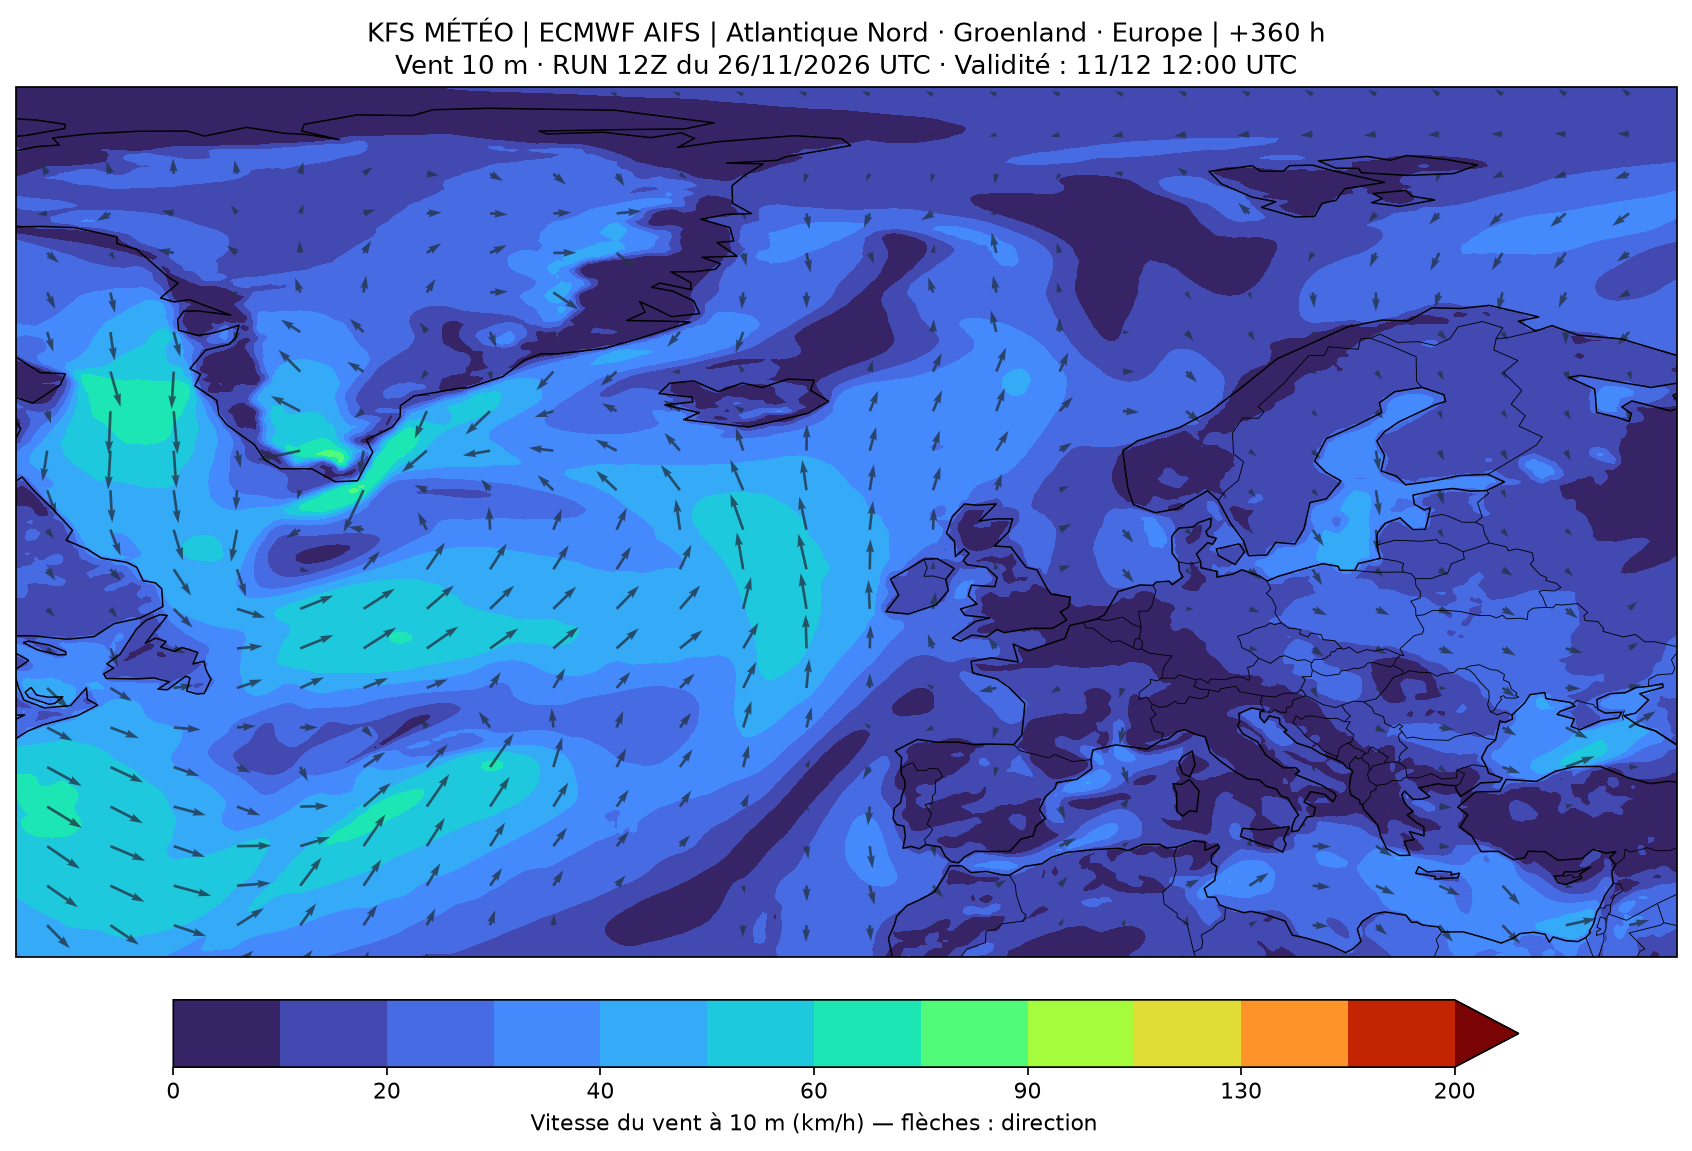 KFS MÉTÉO | ECMWF AIFS | Atlantique Nord · Groenland · Europe | +360 h
Vent 10 m · RUN 12Z du 26/11/2026 UTC · Validité : 11/12 12:00 UTC
0 20 40 60 90 130 200
Vitesse du vent à 10 m (km/h) — flèches : direction